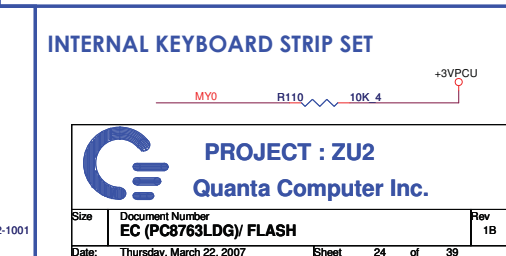 INTERNAL KEYBOARD STRIP SET
+3VPCU
MY0 R110 10K_4
PROJECT : ZU2
Quanta Computer Inc.
Size Document Number Rev
EC (PC8763LDG)/ FLASH 1B
-1001
Date: Thursday, March 22, 2007 Sheet 24 of 39